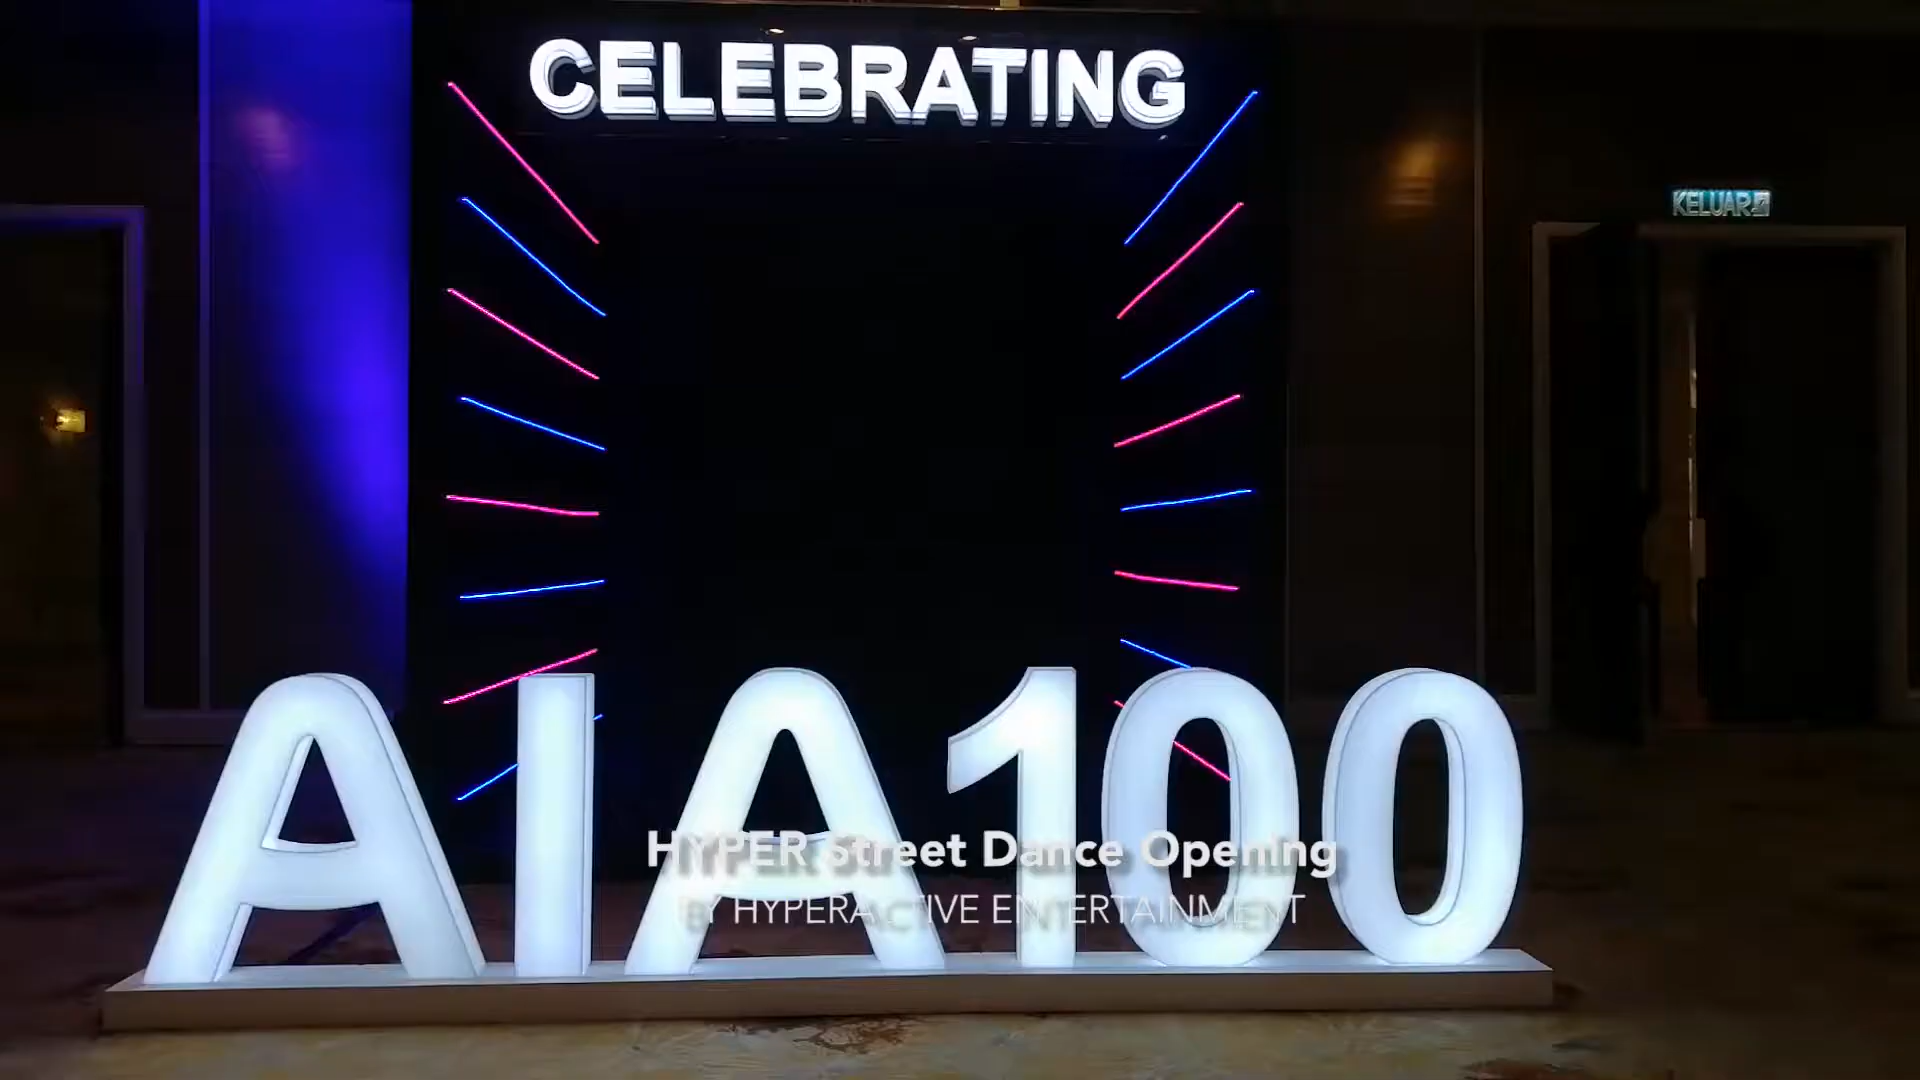 CELEBRATING
KELUAR
AIA100
HYPER Street Dance Opening
BY HYPERACTIVE ENTERTAINMENT